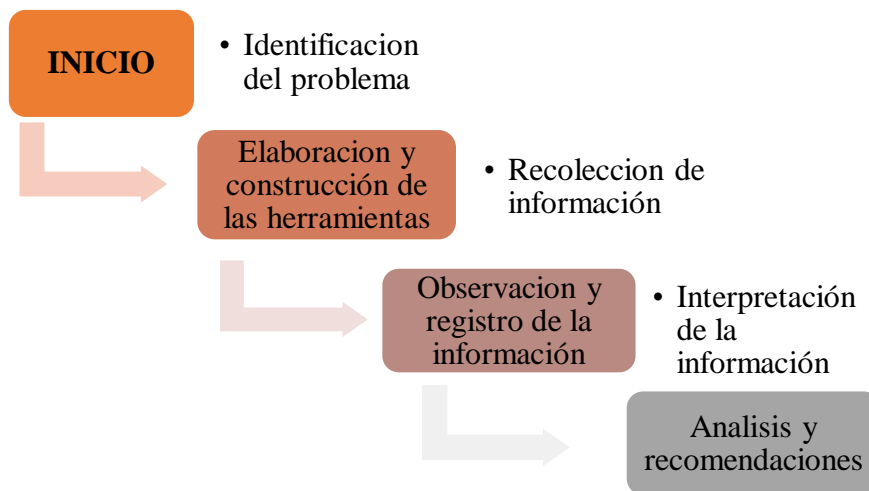 INICIO
• Identificacion
del problema
Elaboracion y
construcción de
las herramientas
• Recoleccion de
información
Observacion y
registro de la
información
• Interpretación
de la
información
Analisis y
recomendaciones